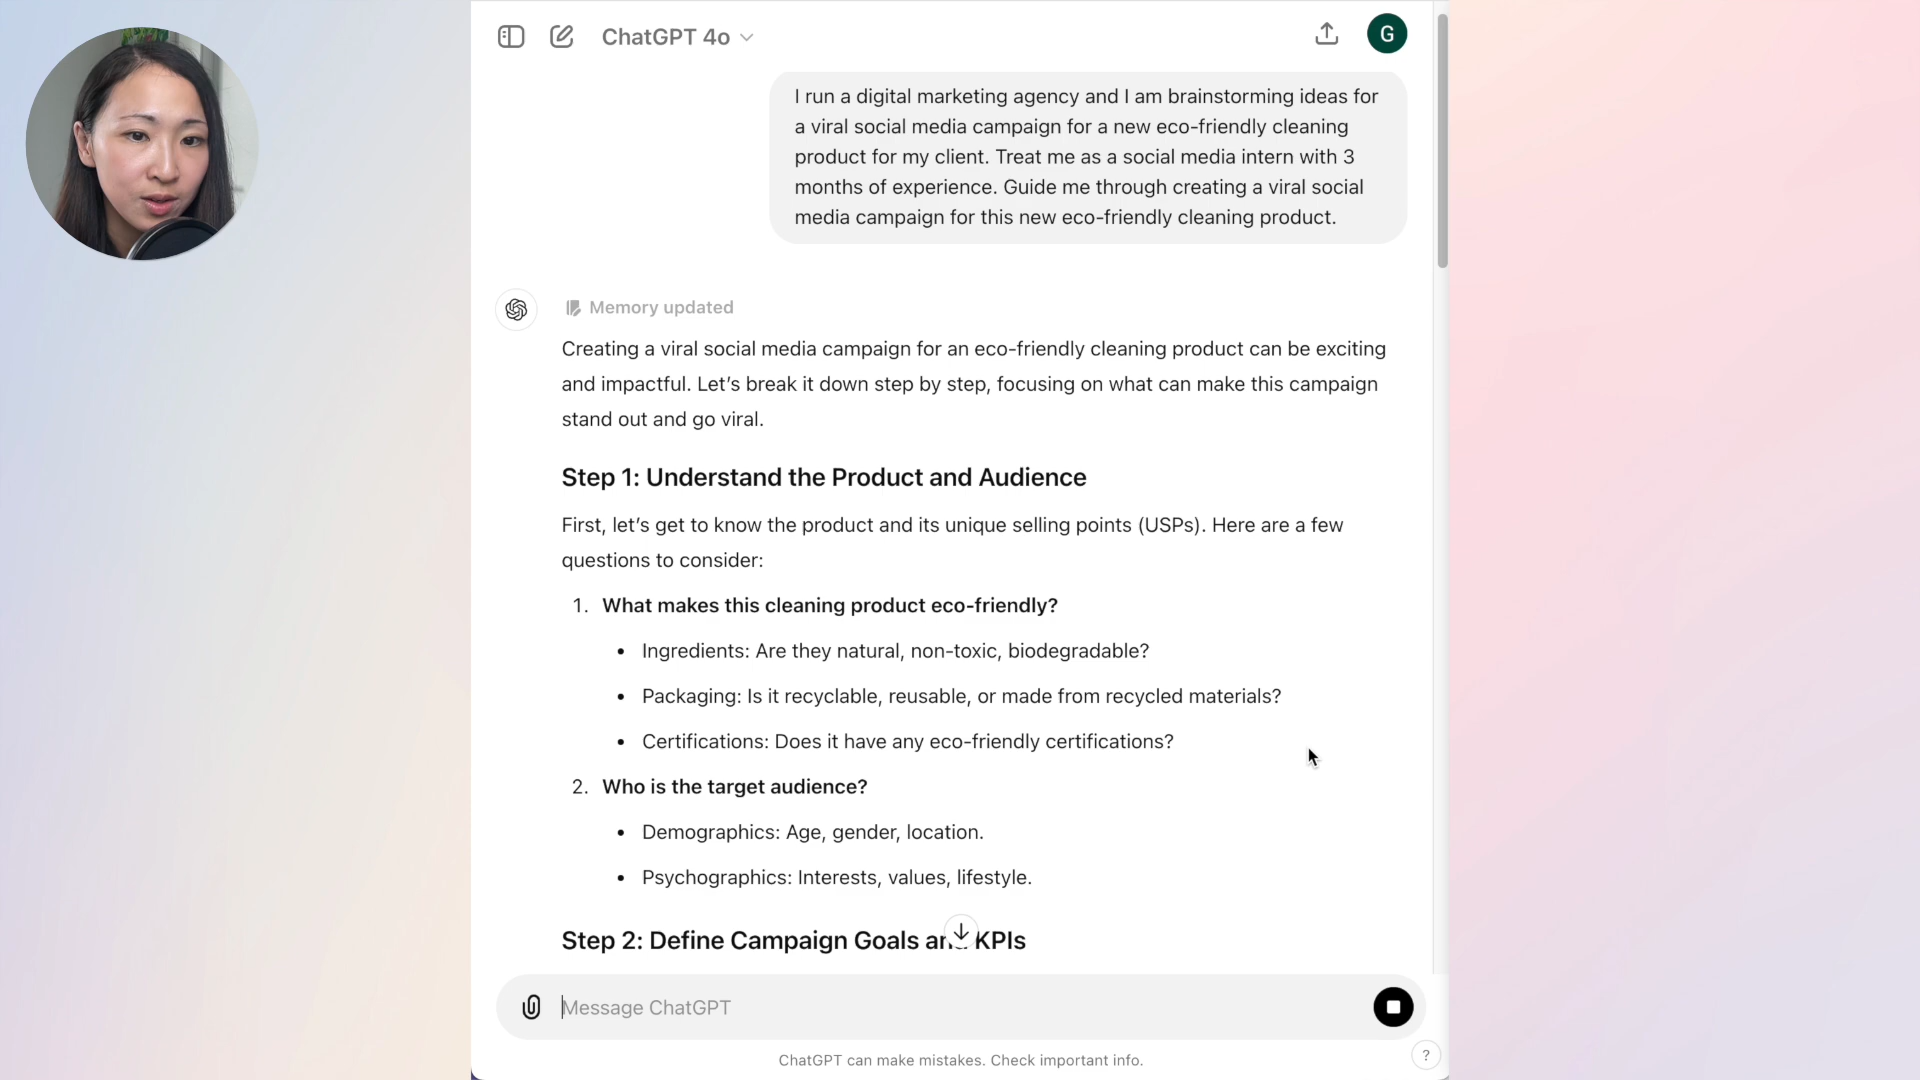 ChatGPT 4o
G
I run a digital marketing agency and I am brainstorming ideas for
a viral social media campaign for a new eco-friendly cleaning
product for my client. Treat me as a social media intern with 3
months of experience. Guide me through creating a viral social
media campaign for this new eco-friendly cleaning product.
Memory updated
Creating a viral social media campaign for an eco-friendly cleaning product can be exciting
and impactful. Let’s break it down step by step, focusing on what can make this campaign
stand out and go viral.
Step 1: Understand the Product and Audience
First, let’s get to know the product and its unique selling points (USPs). Here are a few
questions to consider:
1. What makes this cleaning product eco-friendly?
• Ingredients: Are they natural, non-toxic, biodegradable?
• Packaging: Is it recyclable, reusable, or made from recycled materials?
• Certifications: Does it have any eco-friendly certifications?
2. Who is the target audience?
• Demographics: Age, gender, location.
• Psychographics: Interests, values, lifestyle.
Step 2: Define Campaign Goals and KPIs
Message ChatGPT
ChatGPT can make mistakes. Check important info.
?